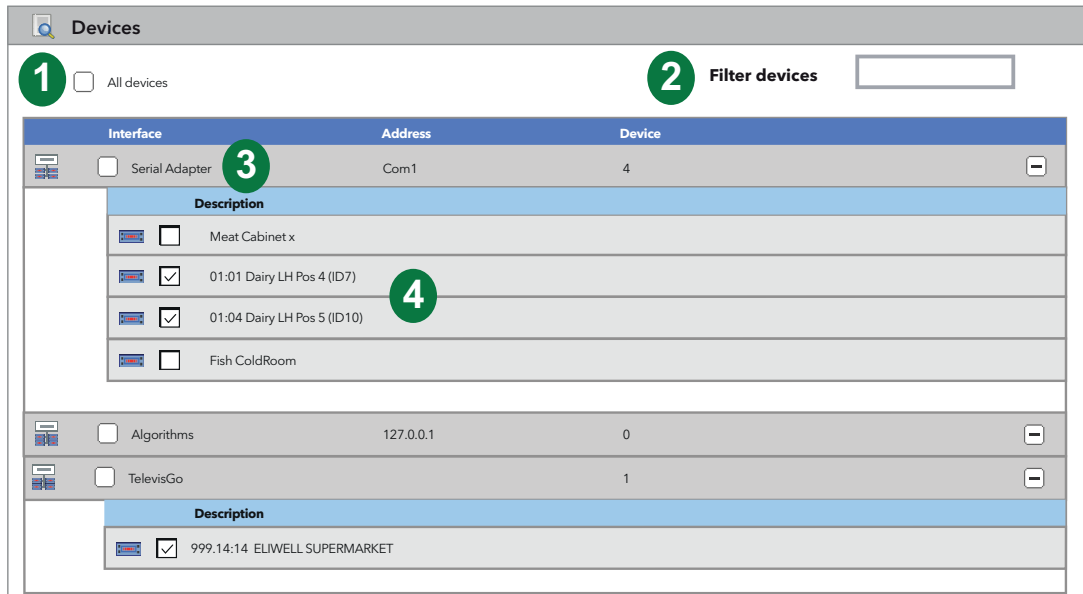 Devices
1 All devices 2 Filter devices
Interface Address Device
Serial Adapter 3 Com1 4
Description
Meat Cabinet x
01:01 Dairy LH Pos 4 (ID7)
4
01:04 Dairy LH Pos 5 (ID10)
Fish ColdRoom
Algorithms 127.0.0.1 0
TelevisGo 1
Description
999.14:14 ELIWELL SUPERMARKET